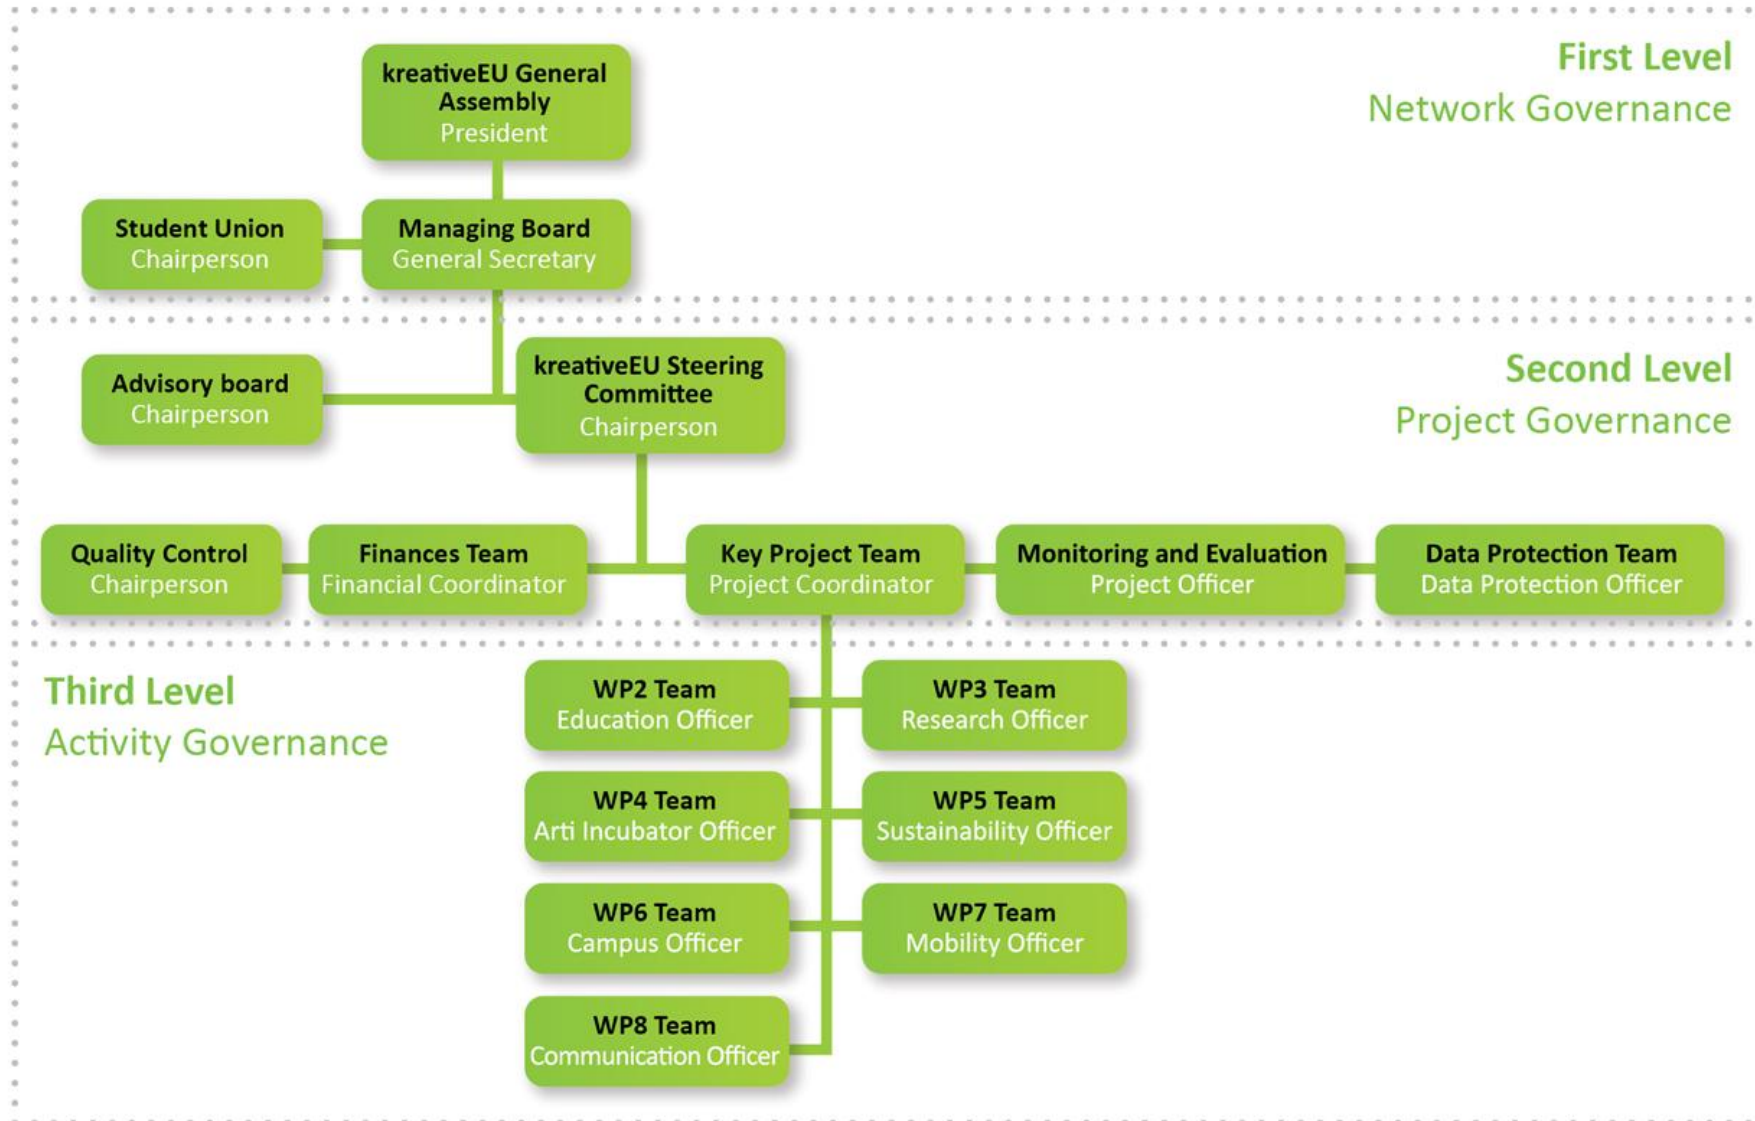 First Level
Network Governance
kreativeEU General
Assembly
President
Student Union
Chairperson
Managing Board
General Secretary
Second Level
Project Governance
Advisory board
Chairperson
kreativeEU Steering
Committee
Chairperson
Quality Control
Chairperson
Finances Team
Financial Coordinator
Key Project Team
Project Coordinator
Monitoring and Evaluation
Project Officer
Data Protection Team
Data Protection Officer
Third Level
Activity Governance
WP2 Team
Education Officer
WP3 Team
Research Officer
WP4 Team
Arti Incubator Officer
WP5 Team
Sustainability Officer
WP6 Team
Campus Officer
WP7 Team
Mobility Officer
WP8 Team
Communication Officer